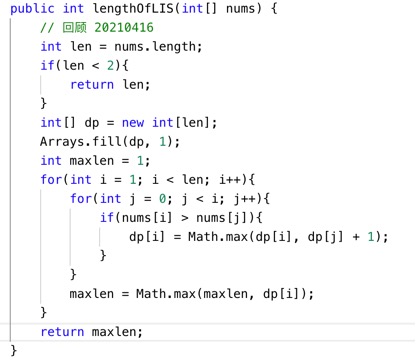 public int lengthOfLIS(int[] nums) {
    // 回顾 20210416
    int len = nums.length;
    if(len < 2){
        return len;
    }
    int[] dp = new int[len];
    Arrays.fill(dp, 1);
    int maxlen = 1;
    for(int i = 1; i < len; i++){
        for(int j = 0; j < i; j++){
            if(nums[i] > nums[j]){
                dp[i] = Math.max(dp[i], dp[j] + 1);
            }
        }
        maxlen = Math.max(maxlen, dp[i]);
    }
    return maxlen;
}